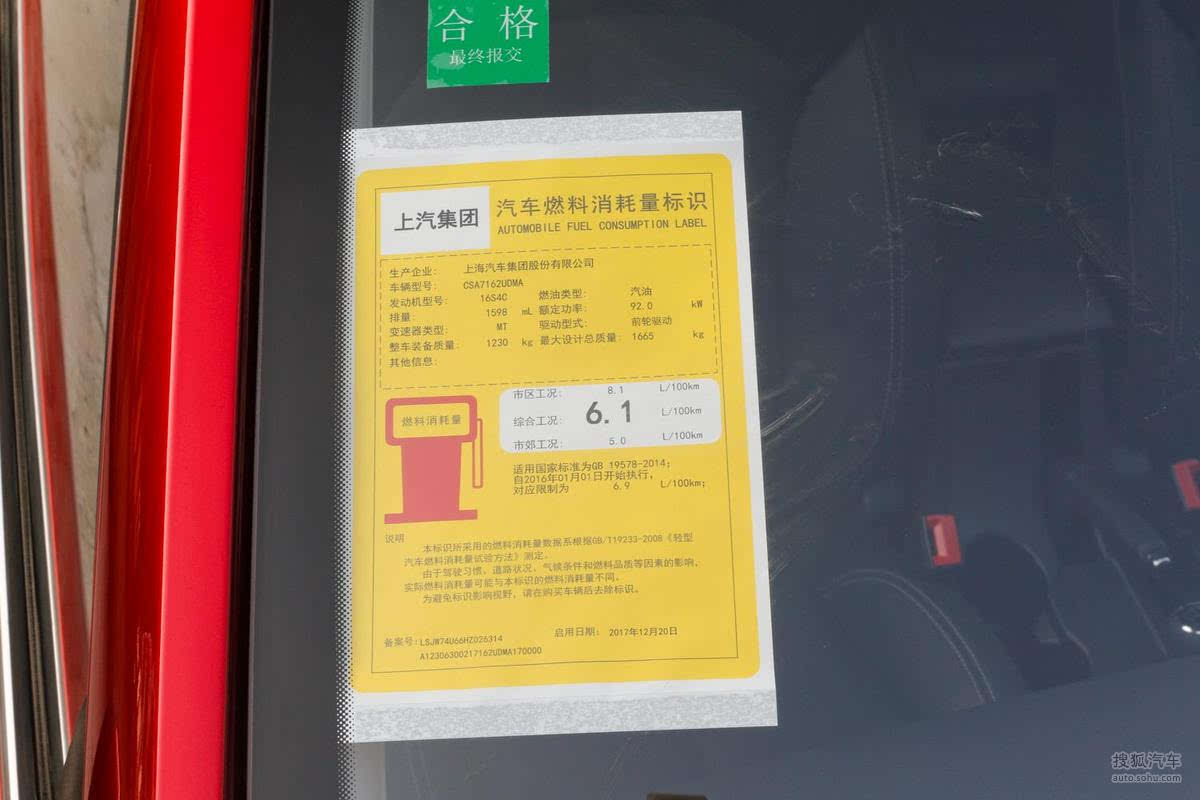 合 格
最终报交
上汽集团
汽车燃料消耗量标识
AUTOMOBILE FUEL CONSUMPTION LABEL
生产企业: 上海汽车集团股份有限公司
车辆型号: CSA7162UDMA
发动机型号: 16S4C 燃油类型: 汽油
排量: 1598 mL 额定功率: 92.0 kW
变速器类型: MT 驱动型式: 前轮驱动
整车装备质量: 1230 kg 最大设计总质量: 1665 kg
其他信息:
市区工况: 8.1 L/100km
燃料消耗量
综合工况: 6.1 L/100km
市郊工况: 5.0 L/100km
适用国家标准为GB 19578-2014;
自2016年01月01日开始执行,
对应限制为 6.9 L/100km;
说明
本标识所采用的燃料消耗量数据系根据GB/T19233-2008《轻型
汽车燃料消耗量试验方法》测定。
由于驾驶习惯、道路状况、气候条件和燃料品质等因素的影响,
实际燃料消耗量可能与本标识的燃料消耗量不同。
为避免标识影响视野,请在购买车辆后去除标识。
备案号:LSJW74U66HZ026314 启用日期: 2017年12月20日
A12306300217162UDMA170000
搜狐汽车
auto.sohu.com